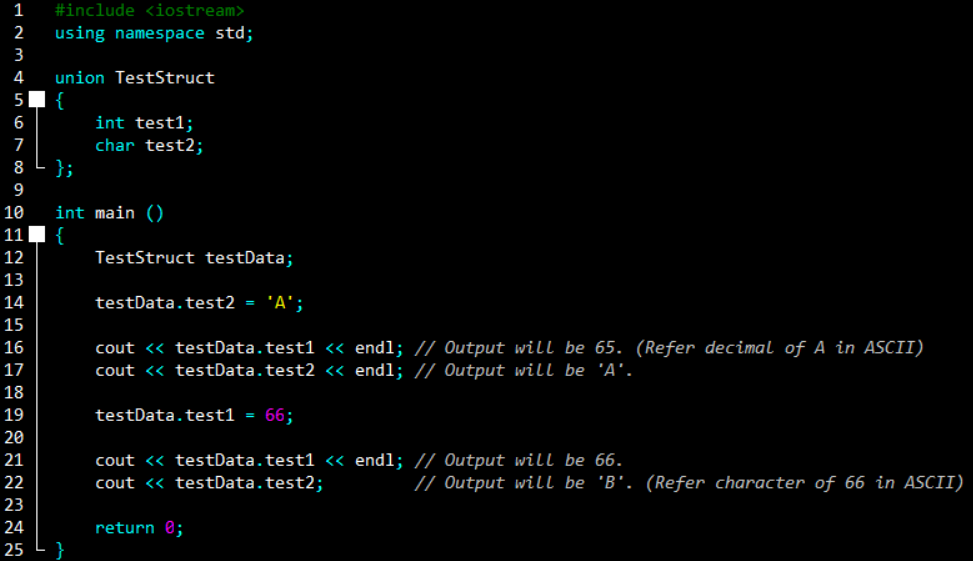 1 #include <iostream>
2 using namespace std;
3
4 union TestStruct
5 {
6 int test1;
7 char test2;
8 };
9
10 int main ()
11 {
12 TestStruct testData;
13
14 testData.test2 = 'A';
15
16 cout << testData.test1 << endl; // Output will be 65. (Refer decimal of A in ASCII)
17 cout << testData.test2 << endl; // Output will be 'A'.
18
19 testData.test1 = 66;
20
21 cout << testData.test1 << endl; // Output will be 66.
22 cout << testData.test2; // Output will be 'B'. (Refer character of 66 in ASCII)
23
24 return 0;
25 }